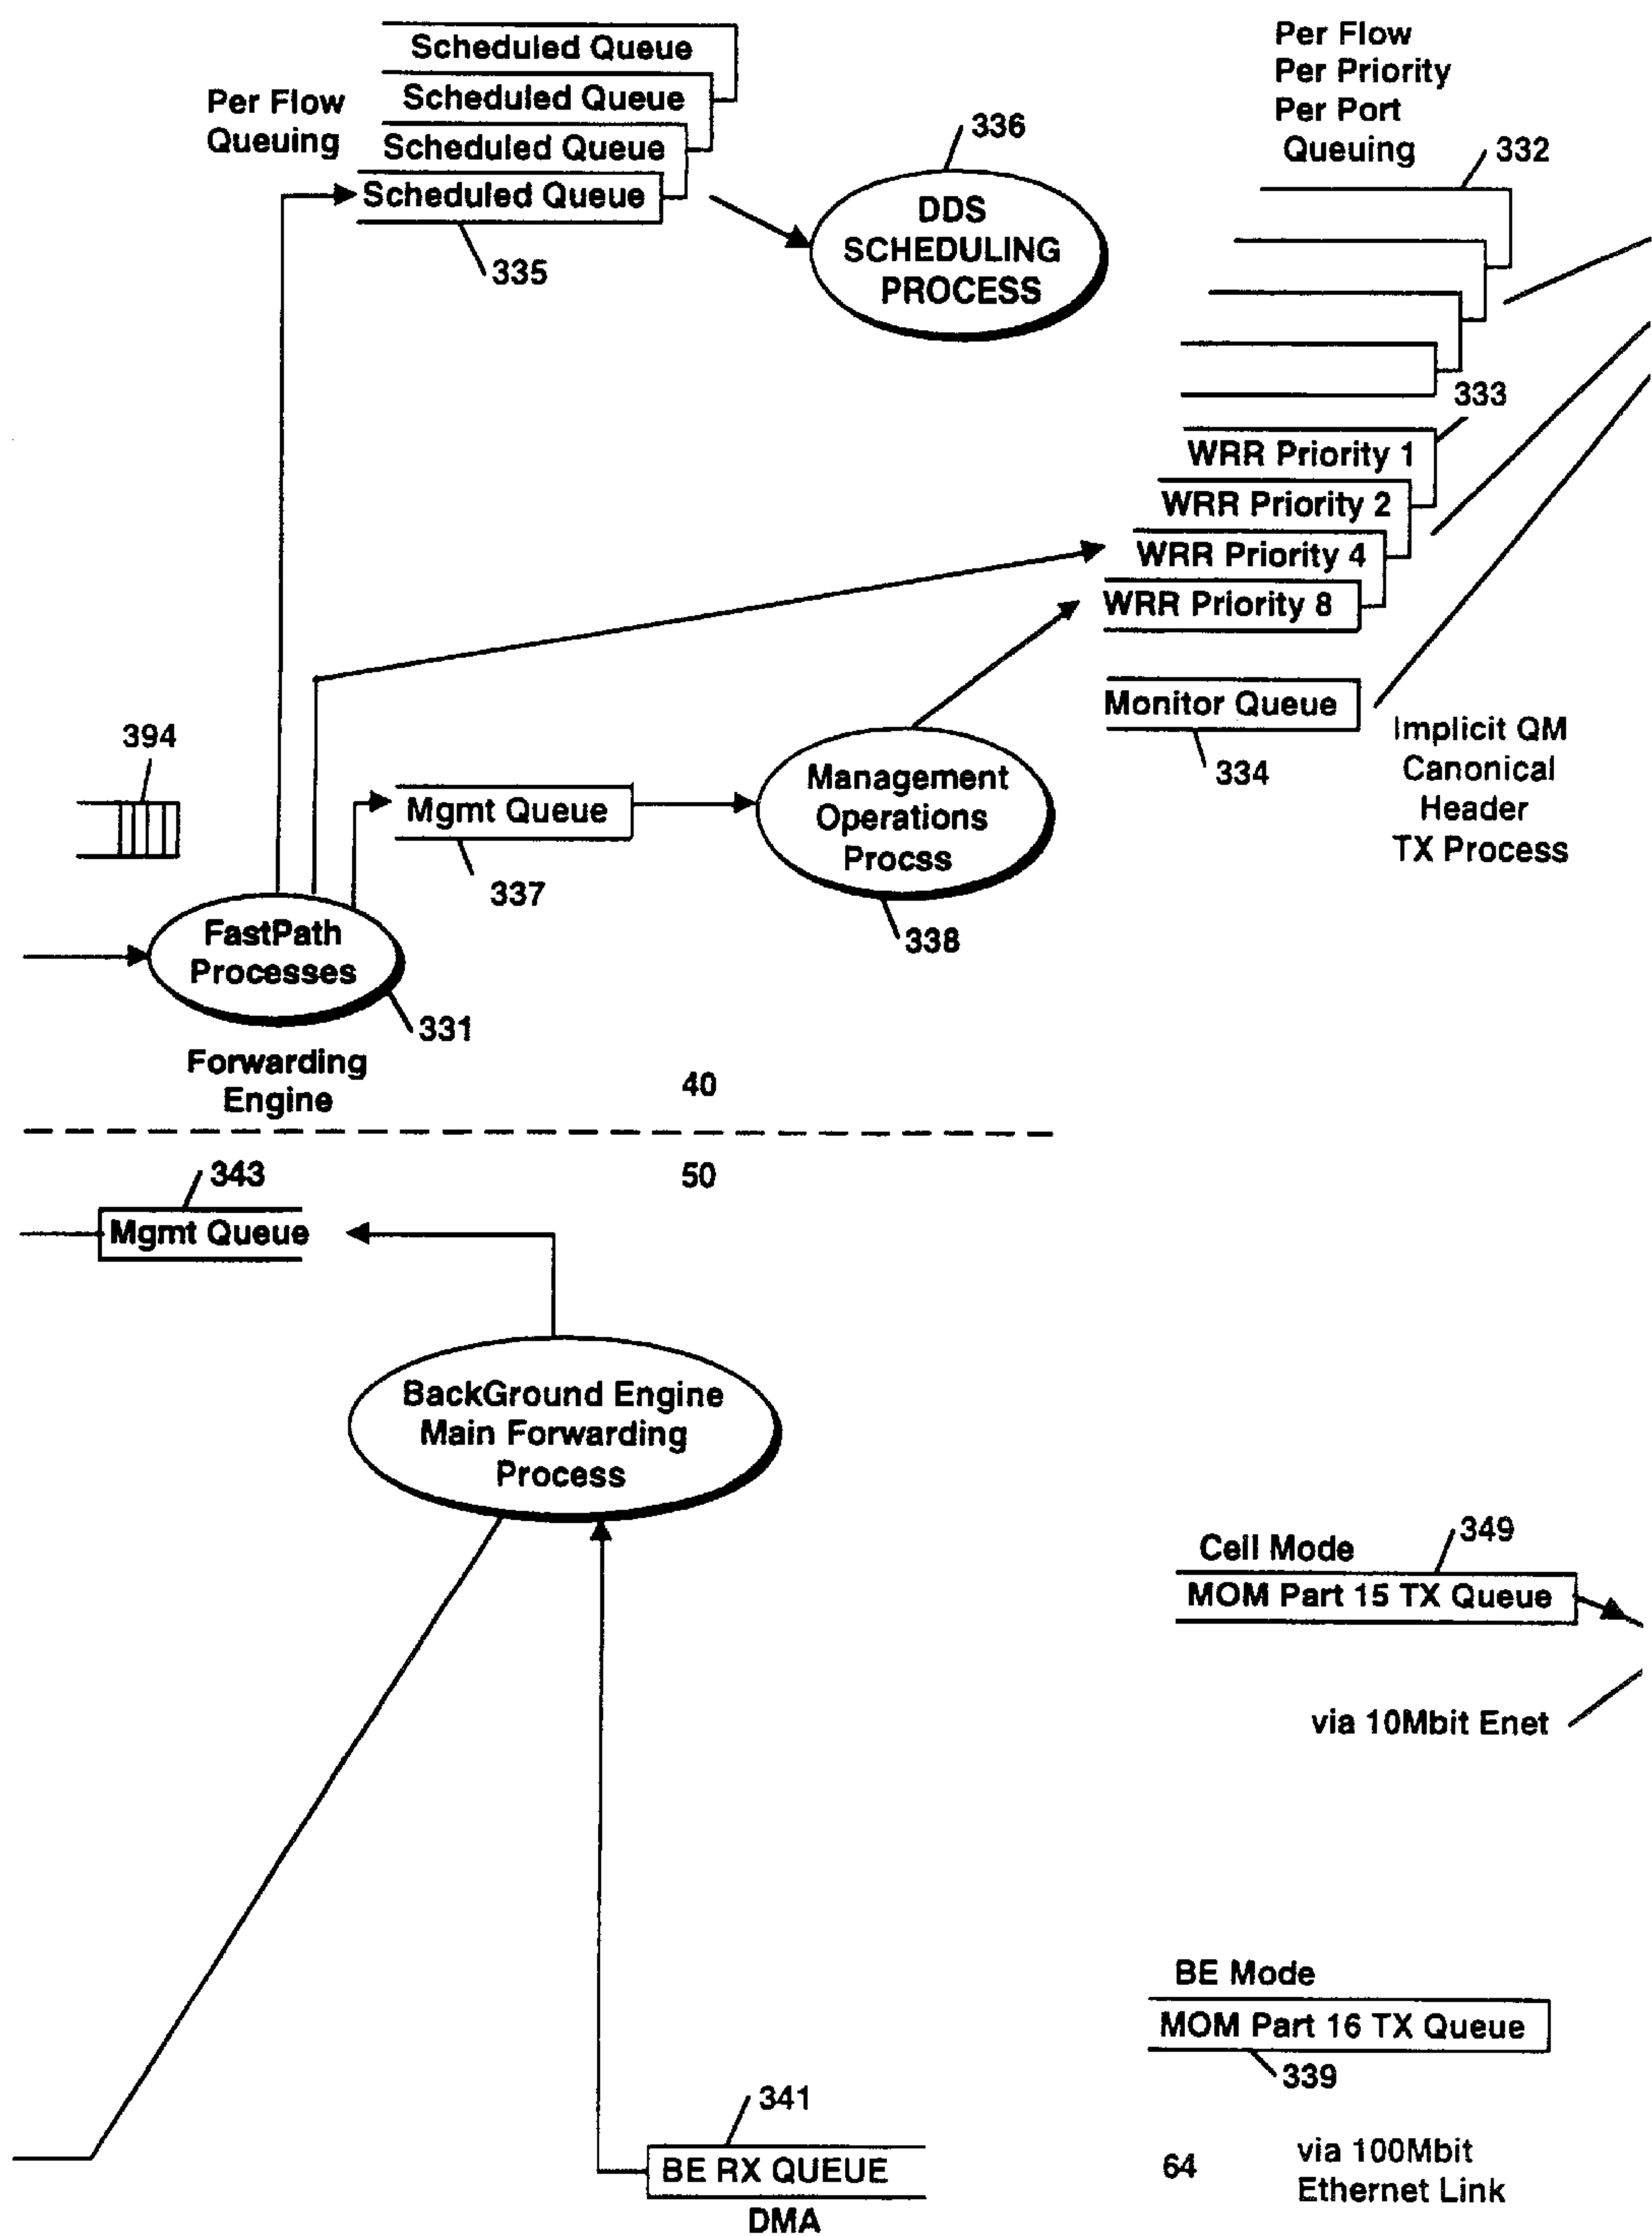 Scheduled Queue
Scheduled Queue
Scheduled Queue
Scheduled Queue
Per Flow
Queuing
335
336
DDS
SCHEDULING
PROCESS
Per Flow
Per Priority
Per Port
Queuing
332
333
WRR Priority 1
WRR Priority 2
WRR Priority 4
WRR Priority 8
Monitor Queue
334
Implicit QM
Canonical
Header
TX Process
394
Mgmt Queue
337
Management
Operations
Procss
338
FastPath
Processes
331
Forwarding
Engine
40
50
343
Mgmt Queue
BackGround Engine
Main Forwarding
Process
Cell Mode
349
MOM Part 15 TX Queue
via 10Mbit Enet
BE Mode
MOM Part 16 TX Queue
339
341
BE RX QUEUE
DMA
64
via 100Mbit
Ethernet Link